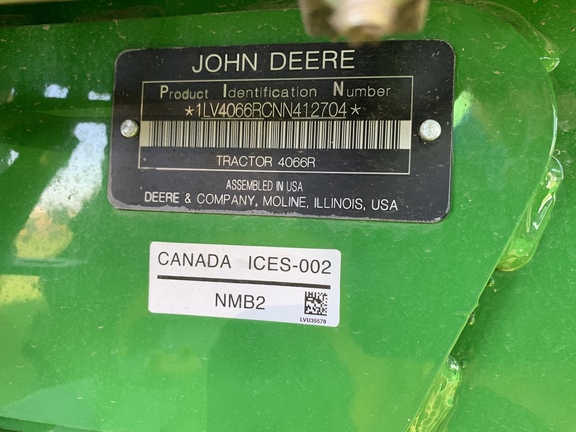 JOHN DEERE
Product Identification Number
*1LV4066RCNN412704*
TRACTOR 4066R
ASSEMBLED IN USA
DEERE & COMPANY, MOLINE, ILLINOIS, USA
CANADA ICES-002
NMB2
LVU35578